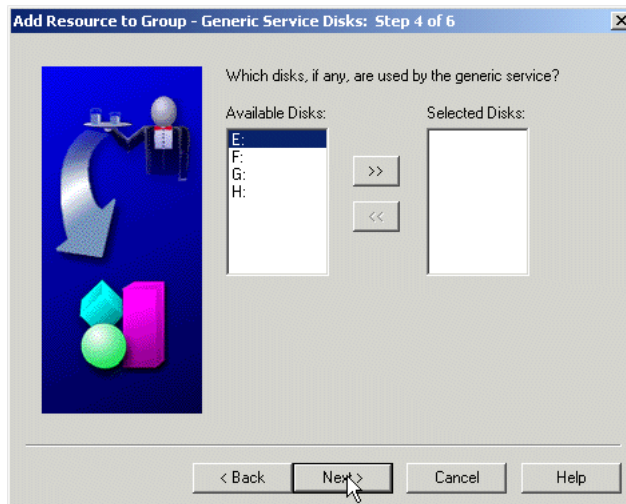 Add Resource to Group - Generic Service Disks: Step 4 of 6
Which disks, if any, are used by the generic service?
Available Disks:
Selected Disks:
E:
F:
G:
H:
>>
<<
< Back
Next >
Cancel
Help